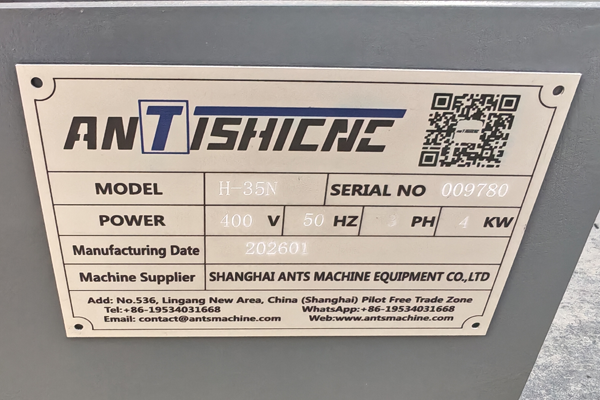 ANTISHICNC
MODEL H-35N SERIAL NO 009780
POWER 400 V 50 HZ PH 4 KW
Manufacturing Date 202601
Machine Supplier SHANGHAI ANTS MACHINE EQUIPMENT CO.,LTD
Add: No.536, Lingang New Area, China (Shanghai) Pilot Free Trade Zone
Tel:+86-19534031668 WhatsApp:+86-19534031668
Email: contact@antsmachine.com Web:www.antsmachine.com